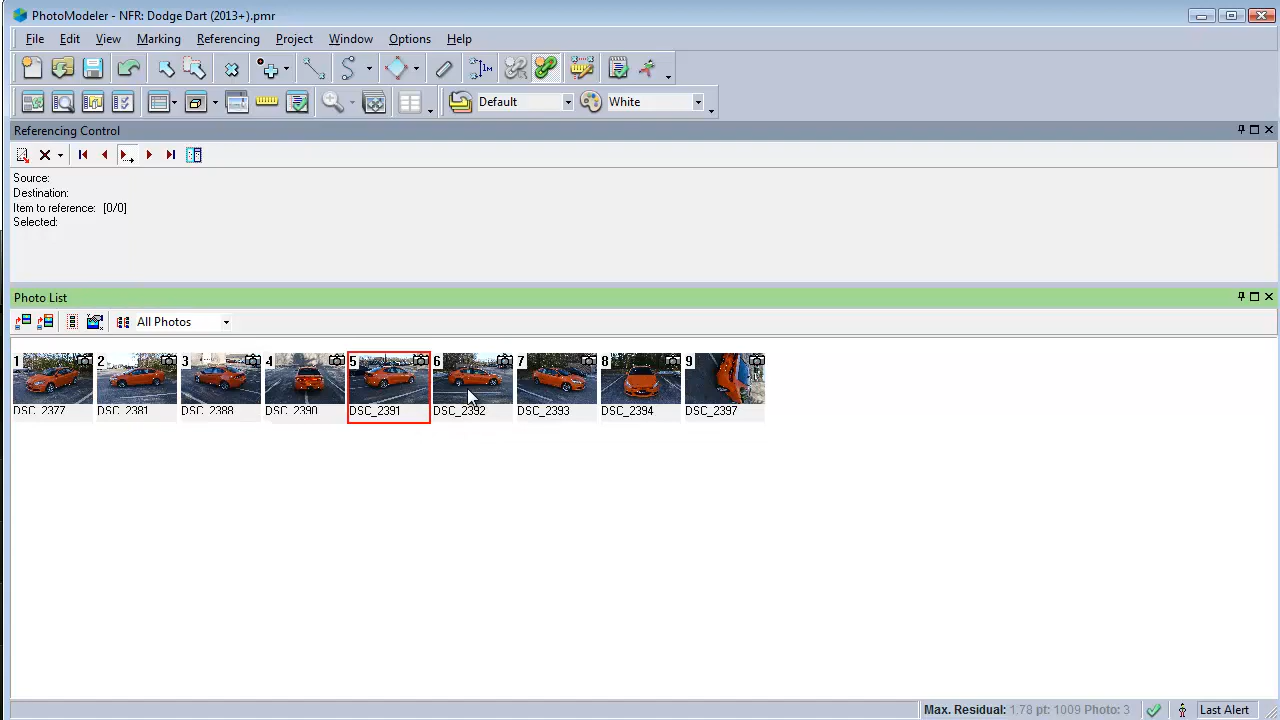 PhotoModeler - NFR: Dodge Dart (2013+).pmr
File Edit View Marking Referencing Project Window Options Help
1M
Default White
Referencing Control
Source:
Destination:
Item to reference: [0/0]
Selected:
Photo List
All Photos
1 2 3 4 5 6 7 8 9
DSC_2377 DSC_2381 DSC_2388 DSC_2390 DSC_2391 DSC_2392 DSC_2393 DSC_2394 DSC_2397
Max. Residual: 1.78 pt: 1009 Photo: 3 Last Alert